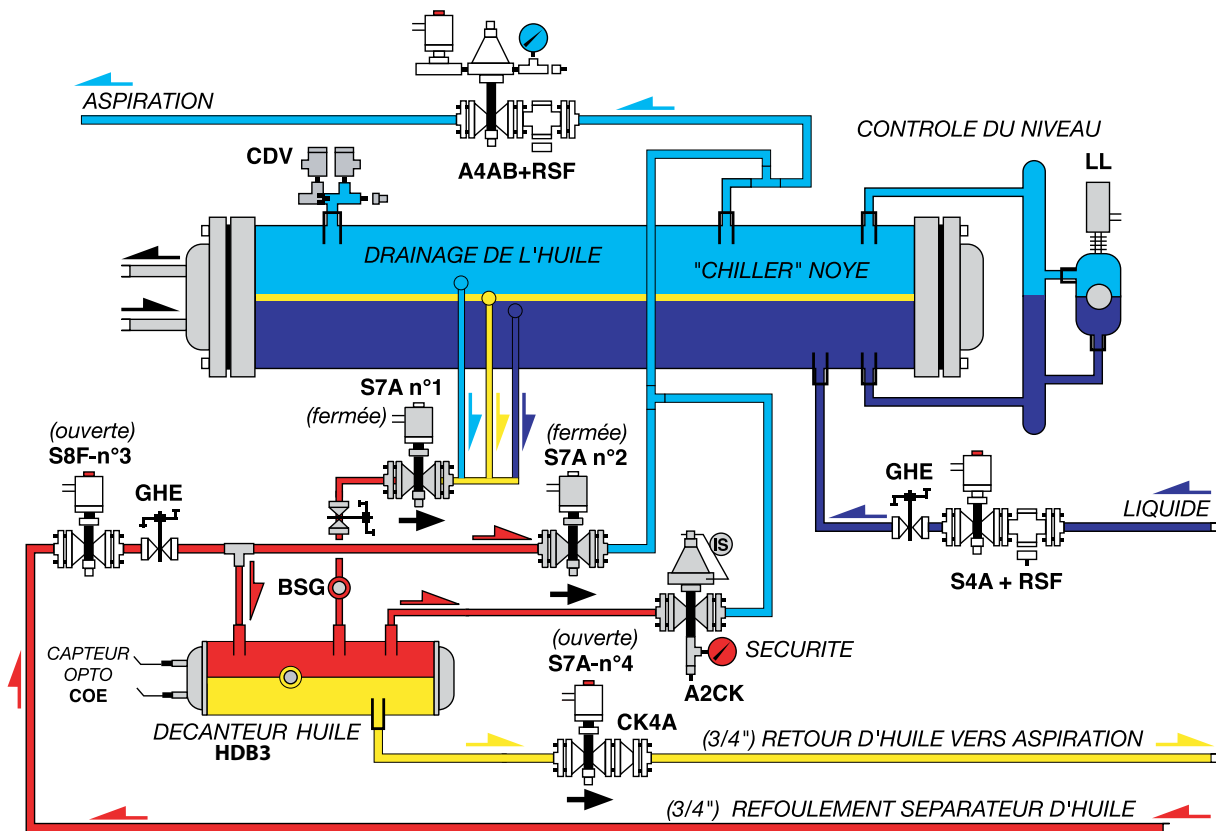 ASPIRATION
A4AB+RSF
CONTROLE DU NIVEAU
LL
CDV
DRAINAGE DE L'HUILE
"CHILLER" NOYE
S7A n°1
(fermée)
(ouverte)
S8F-n°3
GHE
(fermée)
S7A n°2
GHE
LIQUIDE
S4A + RSF
IS
BSG
(ouverte)
S7A-n°4
SECURITE
A2CK
CAPTEUR
OPTO
COE
DECANTEUR HUILE
HDB3
CK4A
(3/4") RETOUR D'HUILE VERS ASPIRATION
(3/4") REFOULEMENT SEPARATEUR D'HUILE